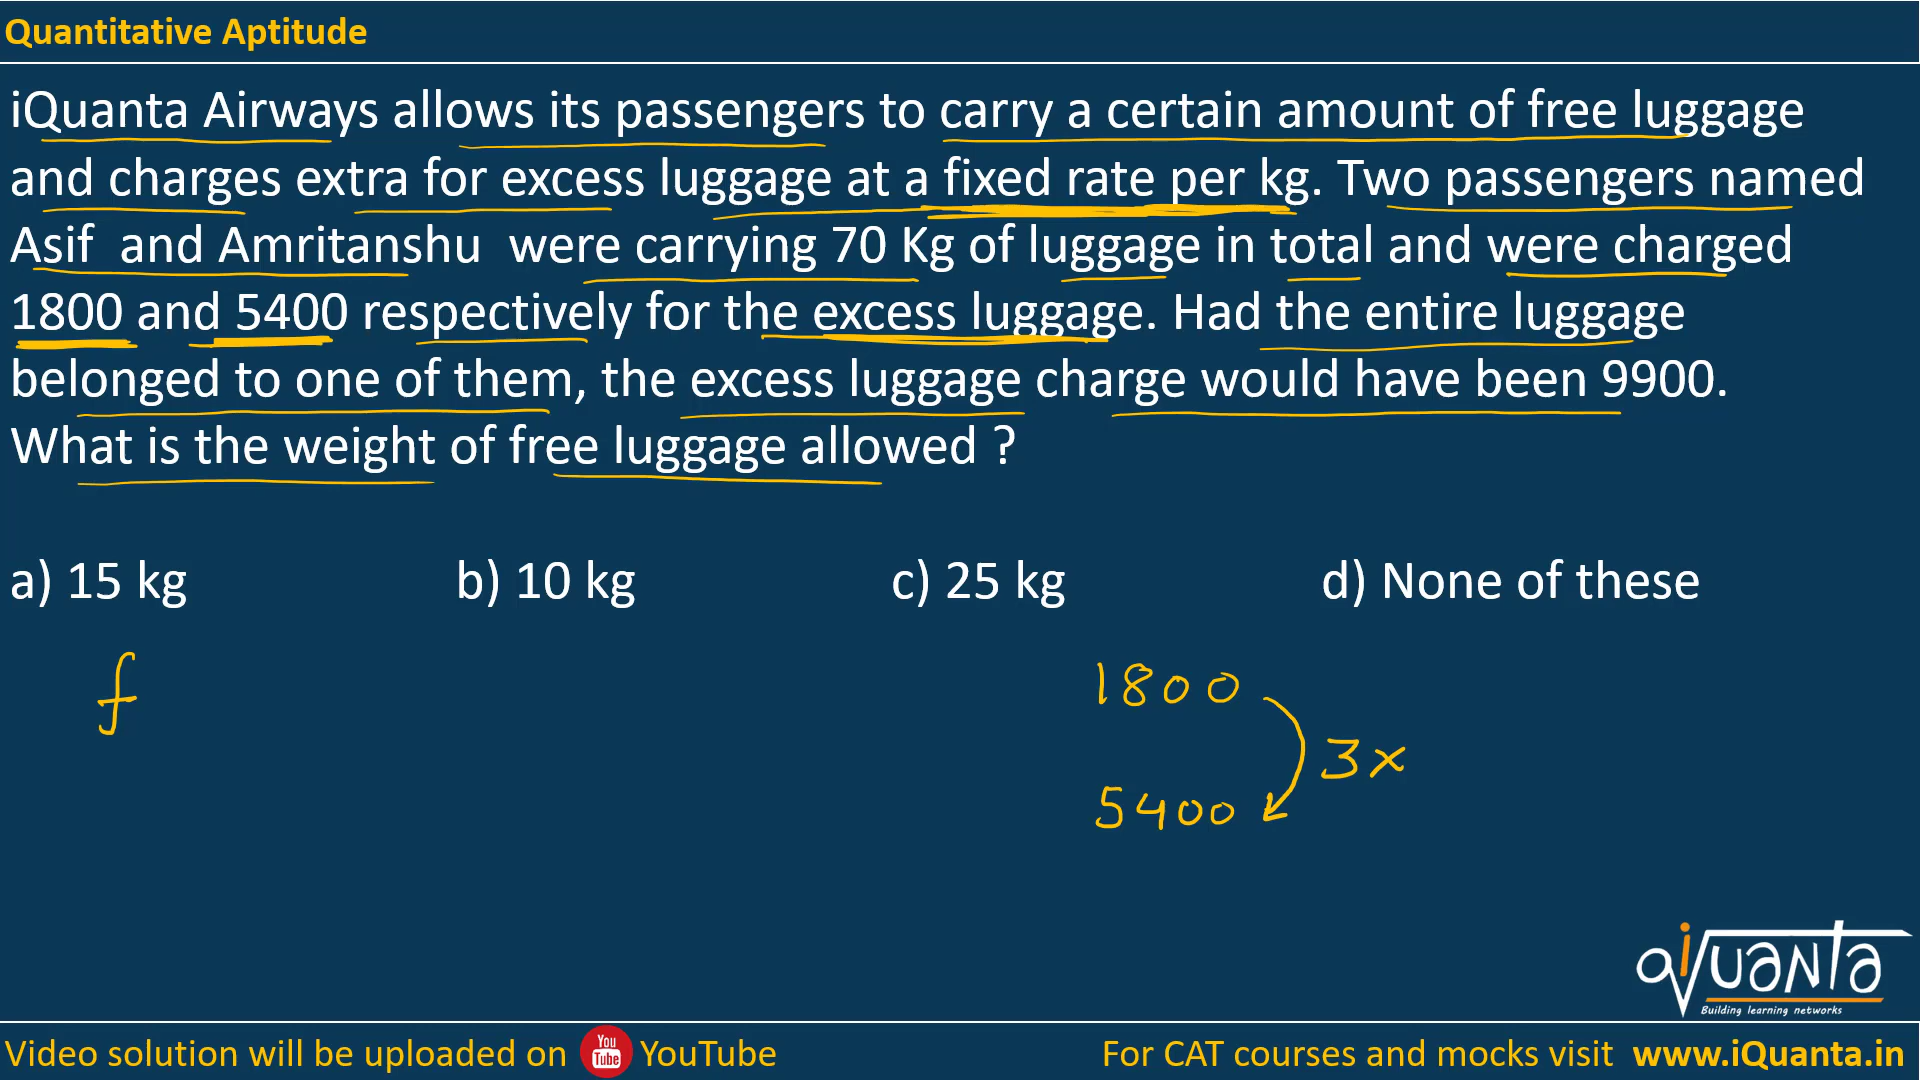 Quantitative Aptitude
iQuanta Airways allows its passengers to carry a certain amount of free luggage
and charges extra for excess luggage at a fixed rate per kg. Two passengers named
Asif and Amritanshu were carrying 70 Kg of luggage in total and were charged
1800 and 5400 respectively for the excess luggage. Had the entire luggage
belonged to one of them, the excess luggage charge would have been 9900.
What is the weight of free luggage allowed ?
a) 15 kg b) 10 kg c) 25 kg d) None of these
f
1800
3x
5400
iQuanta
Building learning networks
Video solution will be uploaded on You Tube YouTube
For CAT courses and mocks visit www.iQuanta.in